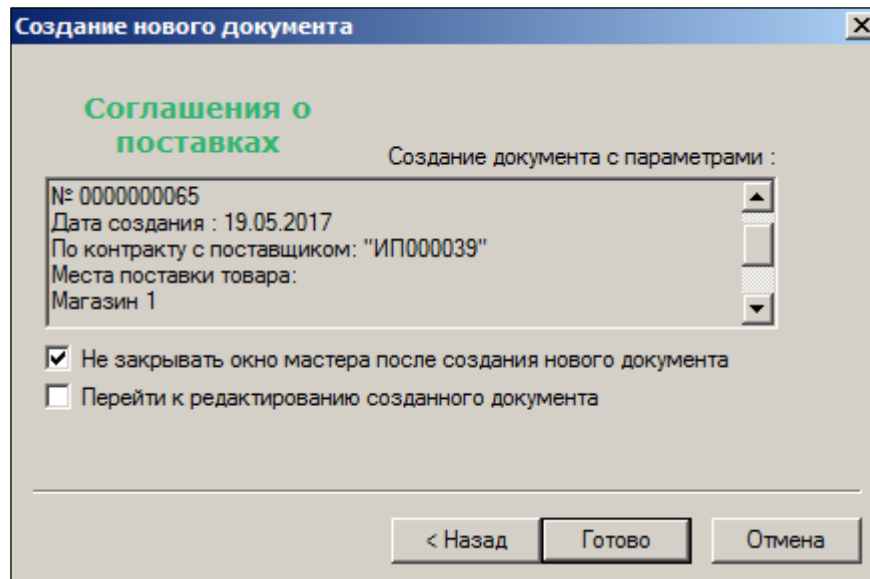 Создание нового документа
Соглашения о
поставках
Создание документа с параметрами :
№ 0000000065
Дата создания : 19.05.2017
По контракту с поставщиком: "ИП000039"
Места поставки товара:
Магазин 1
Не закрывать окно мастера после создания нового документа
Перейти к редактированию созданного документа
< Назад
Готово
Отмена